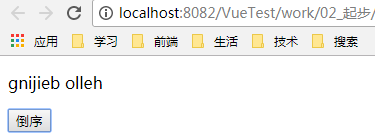 localhost:8082/VueTest/work/02_起步/
应用 学习 前端 生活 技术 搜索
gnijieb olleh
倒序